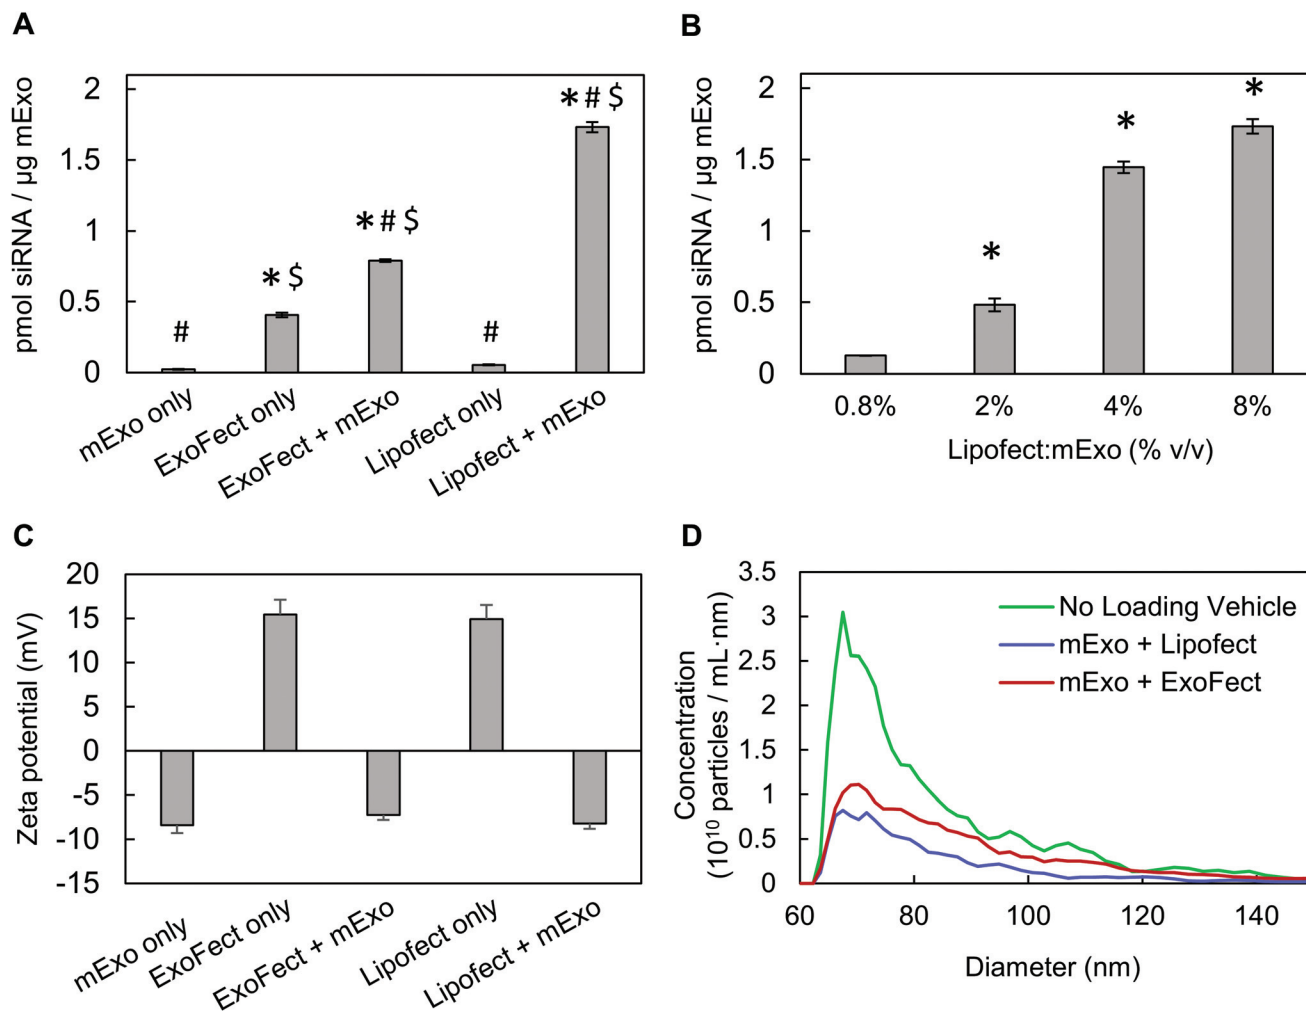 A
pmol siRNA / µg mExo
2
1.5
1
0.5
0
#
* $
* # $
#
* # $
mExo only
ExoFect only
ExoFect + mExo
Lipofect only
Lipofect + mExo
B
pmol siRNA / µg mExo
2
1.5
1
0.5
0
*
*
*
0.8%
2%
4%
8%
Lipofect:mExo (% v/v)
C
Zeta potential (mV)
20
15
10
5
0
-5
-10
-15
mExo only
ExoFect only
ExoFect + mExo
Lipofect only
Lipofect + mExo
D
Concentration
(10¹⁰ particles / mL·nm)
3.5
3
2.5
2
1.5
1
0.5
0
No Loading Vehicle
mExo + Lipofect
mExo + ExoFect
60
80
100
120
140
Diameter (nm)